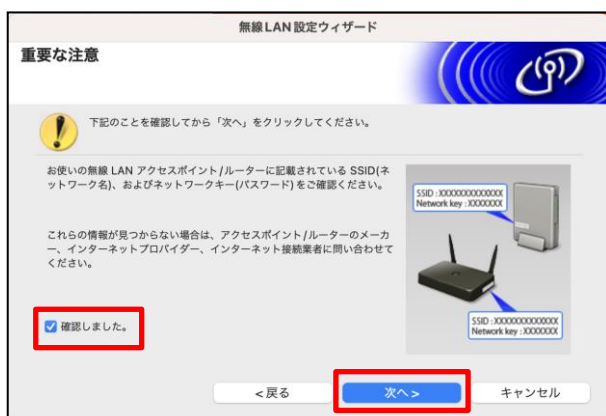 無線LAN設定ウィザード
重要な注意
下記のことを確認してから「次へ」をクリックしてください。
お使いの無線 LAN アクセスポイント/ルーターに記載されている SSID(ネ
ットワーク名)、およびネットワークキー(パスワード) をご確認ください。
これらの情報が見つからない場合は、アクセスポイント/ルーターのメーカ
ー、インターネットプロバイダー、インターネット接続業者に問い合わせて
ください。
SSID : XXXXXXXXXXXXX
Network key : XXXXXXX
SSID : XXXXXXXXXXXXX
Network key : XXXXXXX
確認しました。
<戻る
次へ>
キャンセル